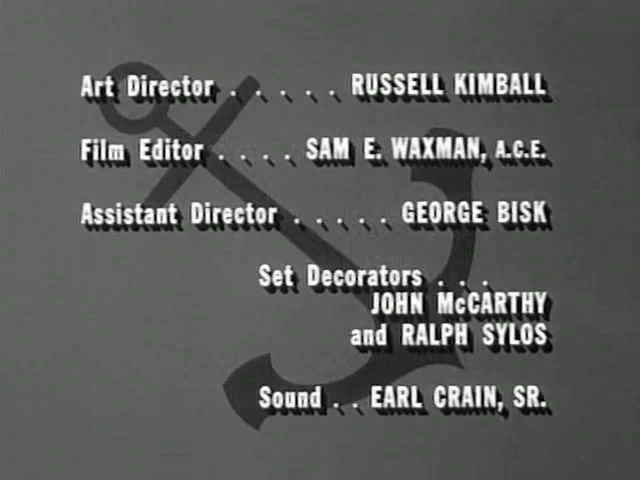 Art Director . . . . . RUSSELL KIMBALL
Film Editor . . . . SAM E. WAXMAN, A.C.E.
Assistant Director . . . . . GEORGE BISK
Set Decorators . . .
JOHN McCARTHY
and RALPH SYLOS
Sound . . EARL CRAIN, SR.